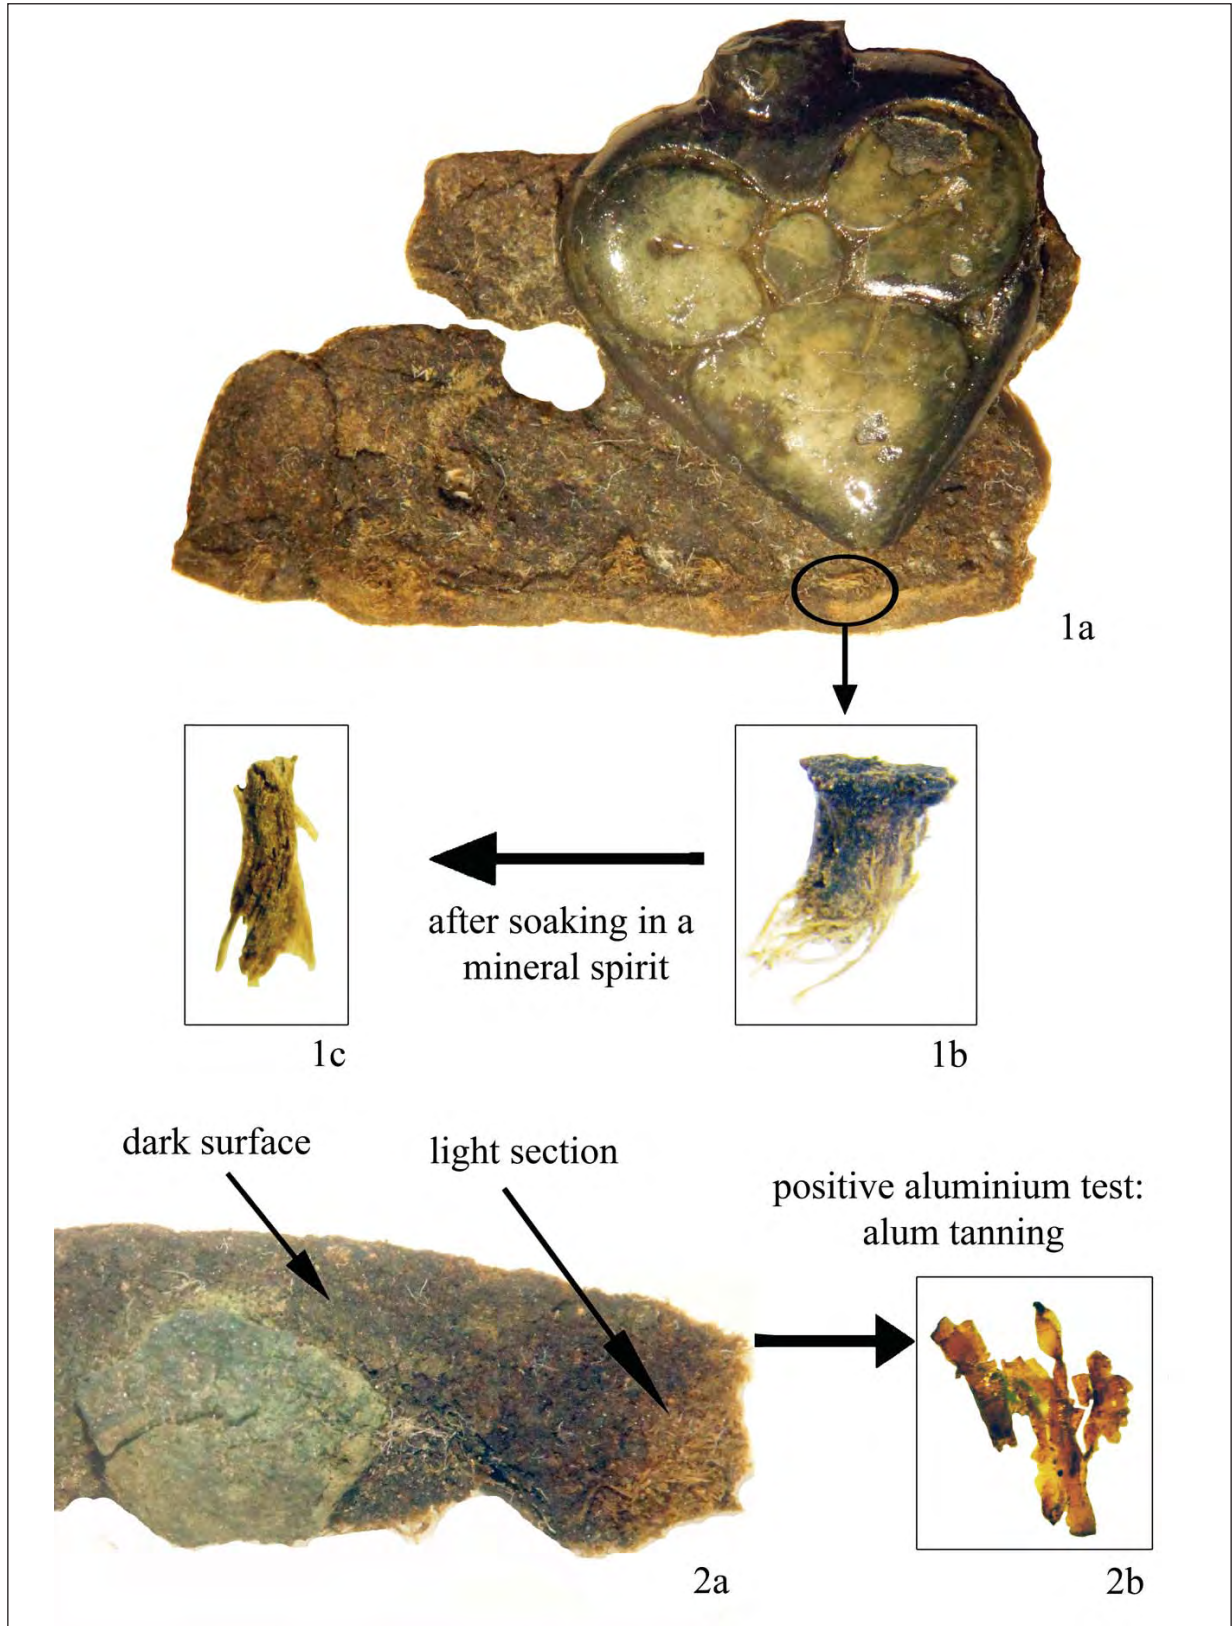 1a
after soaking in a
mineral spirit
1c
1b
dark surface
light section
positive aluminium test:
alum tanning
2a
2b